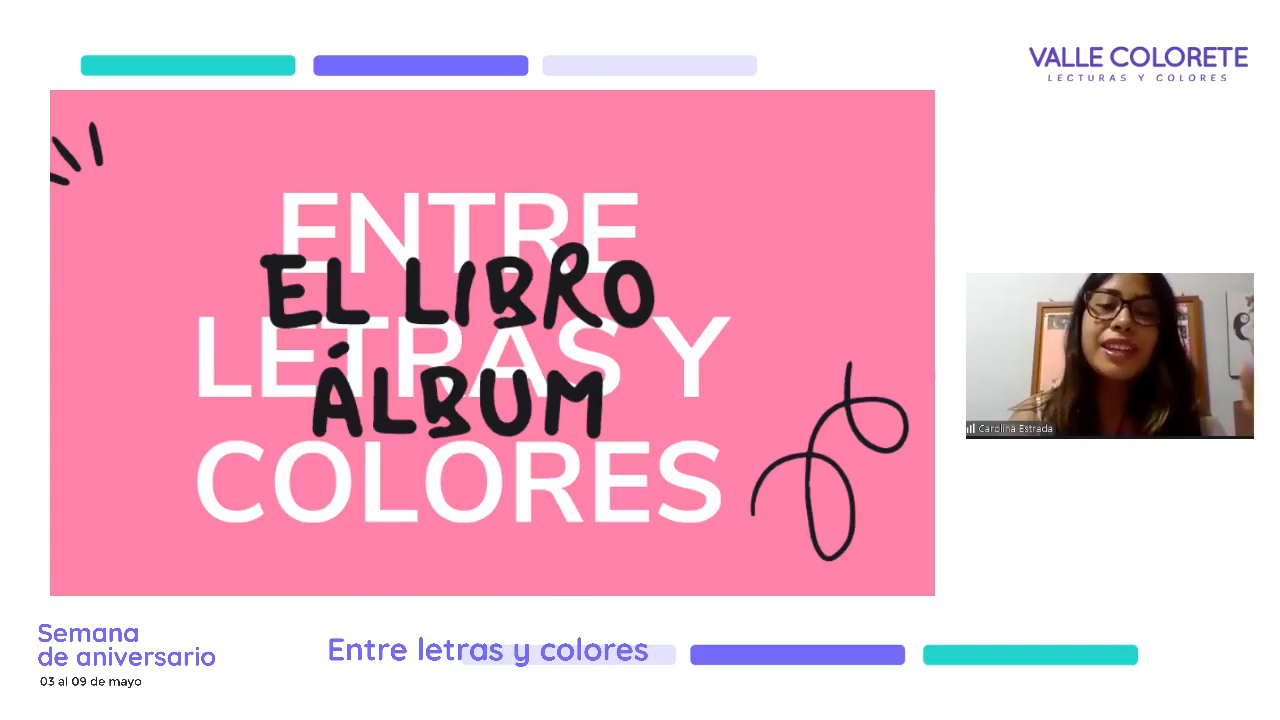 VALLE COLORETE
LECTURAS Y COLORES
ENTRE
EL LIBRO
LETRAS Y
ÁLBUM
COLORES
Carolina Estrada
Semana
de aniversario
03 al 09 de mayo
Entre letras y colores